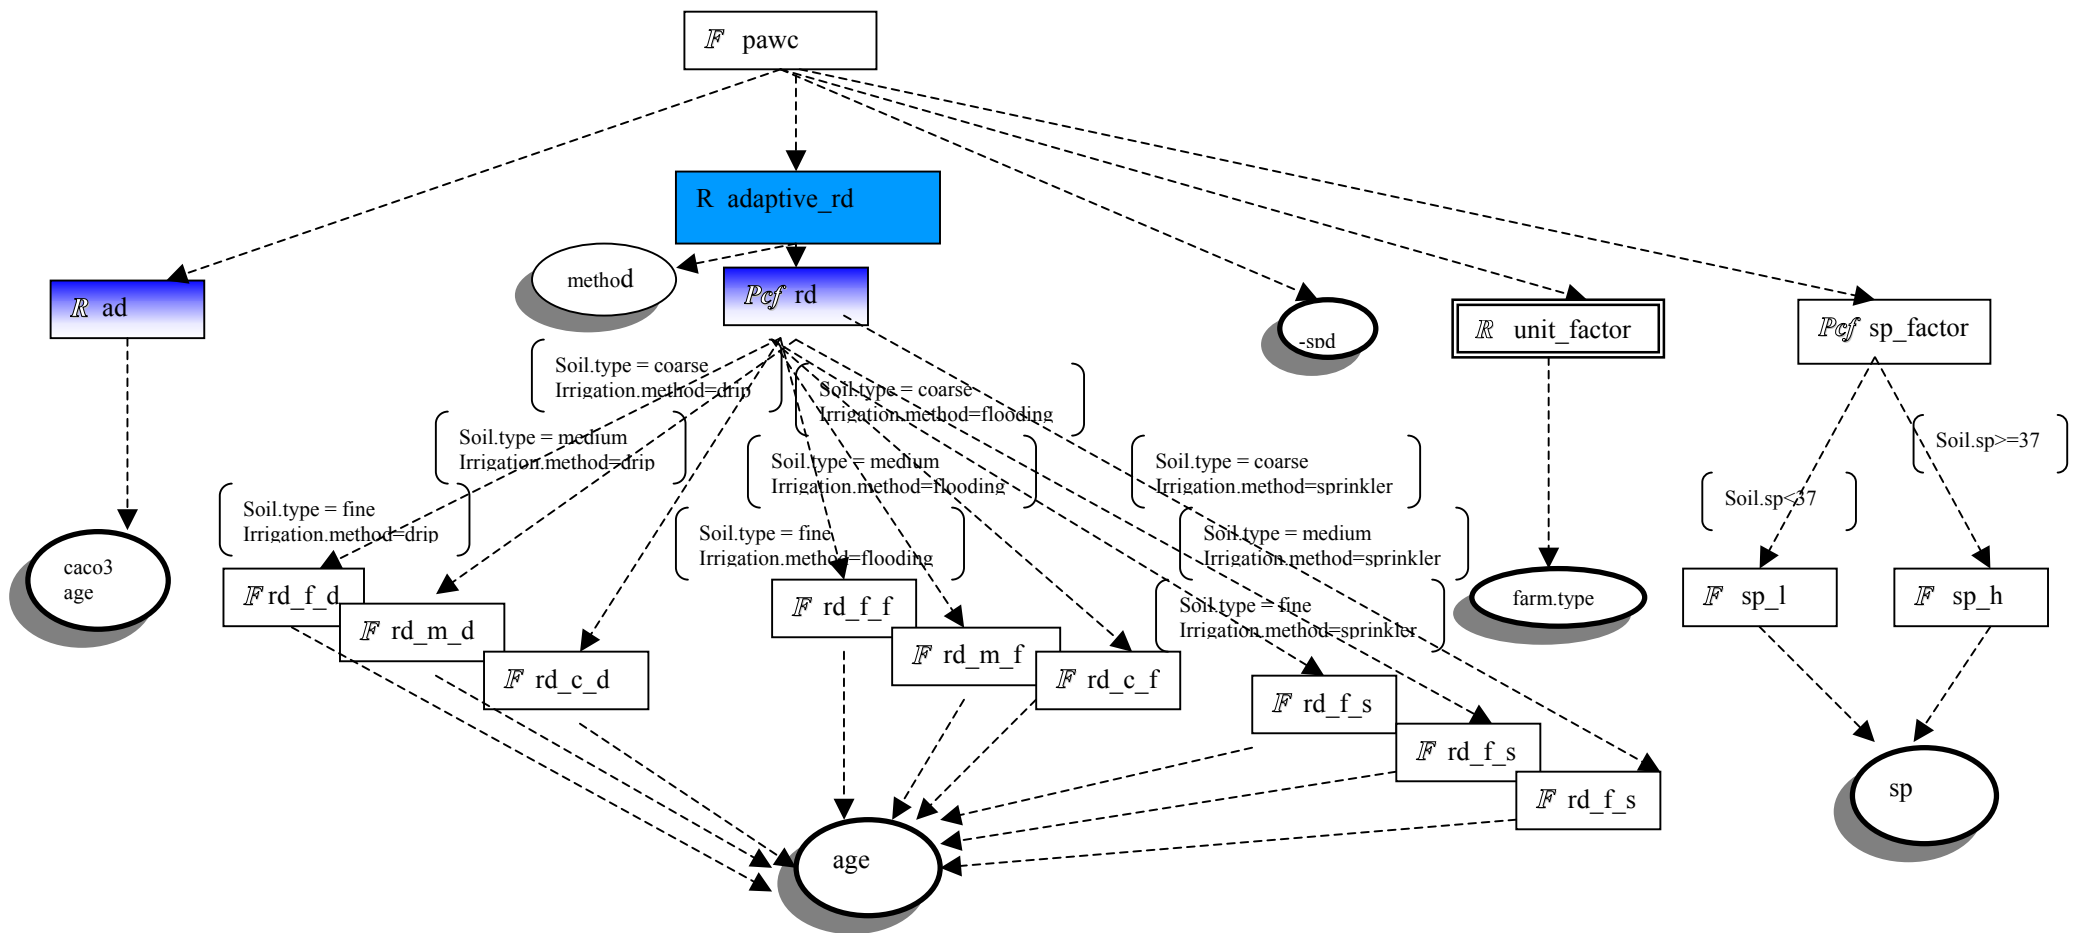 𝔽 pawc
R adaptive_rd
ℝ ad
method
Pcf rd
-spd
ℝ unit_factor
Pcf sp_factor
Soil.type = coarse
Irrigation.method=drip
Soil.type = coarse
Irrigation.method=flooding
Soil.type = medium
Irrigation.method=drip
Soil.type = medium
Irrigation.method=flooding
Soil.type = coarse
Irrigation.method=sprinkler
Soil.sp>=37
Soil.sp<37
Soil.type = fine
Irrigation.method=drip
Soil.type = fine
Irrigation.method=flooding
Soil.type = medium
Irrigation.method=sprinkler
caco3
age
𝔽 rd_f_d
𝔽 rd_m_d
𝔽 rd_c_d
𝔽 rd_f_f
𝔽 rd_m_f
𝔽 rd_c_f
Soil.type = fine
Irrigation.method=sprinkler
farm.type
𝔽 sp_l
𝔽 sp_h
𝔽 rd_f_s
𝔽 rd_f_s
𝔽 rd_f_s
age
sp